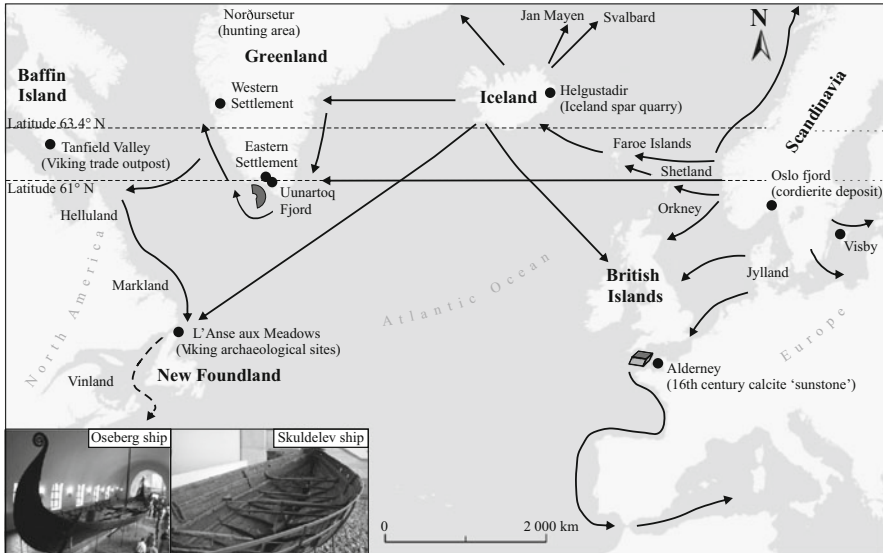 Norðursetur
(hunting area)
Greenland
Jan Mayen
Svalbard
N
Baffin
Island
Western
Settlement
Iceland
Helgustadir
(Iceland spar quarry)
Scandinavia
Latitude 63.4° N
Tanfield Valley
(Viking trade outpost)
Eastern
Settlement
Faroe Islands
Shetland
Latitude 61° N
Uunartoq
Fjord
Oslo fjord
(cordierite deposit)
Helluland
Orkney
Visby
North America
Markland
Atlantic Ocean
British
Islands
Jylland
Europe
L'Anse aux Meadows
(Viking archaeological sites)
New Foundland
Vinland
Alderney
(16th century calcite ‘sunstone’)
Oseberg ship
Skuldelev ship
0
2 000 km